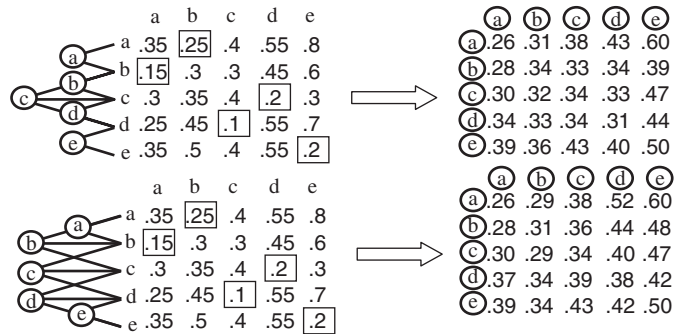 a b c d e
a .35 .25 .4 .55 .8
b .15 .3 .3 .45 .6
c .3 .35 .4 .2 .3
d .25 .45 .1 .55 .7
e .35 .5 .4 .55 .2
a
b
c
d
e
a b c d e
a .26 .31 .38 .43 .60
b .28 .34 .33 .34 .39
c .30 .32 .34 .33 .47
d .34 .33 .34 .31 .44
e .39 .36 .43 .40 .50
a b c d e
a .35 .25 .4 .55 .8
b .15 .3 .3 .45 .6
c .3 .35 .4 .2 .3
d .25 .45 .1 .55 .7
e .35 .5 .4 .55 .2
a
b
c
d
e
a b c d e
a .26 .29 .38 .52 .60
b .28 .31 .36 .44 .48
c .30 .29 .34 .40 .47
d .37 .34 .39 .38 .42
e .39 .34 .43 .42 .50